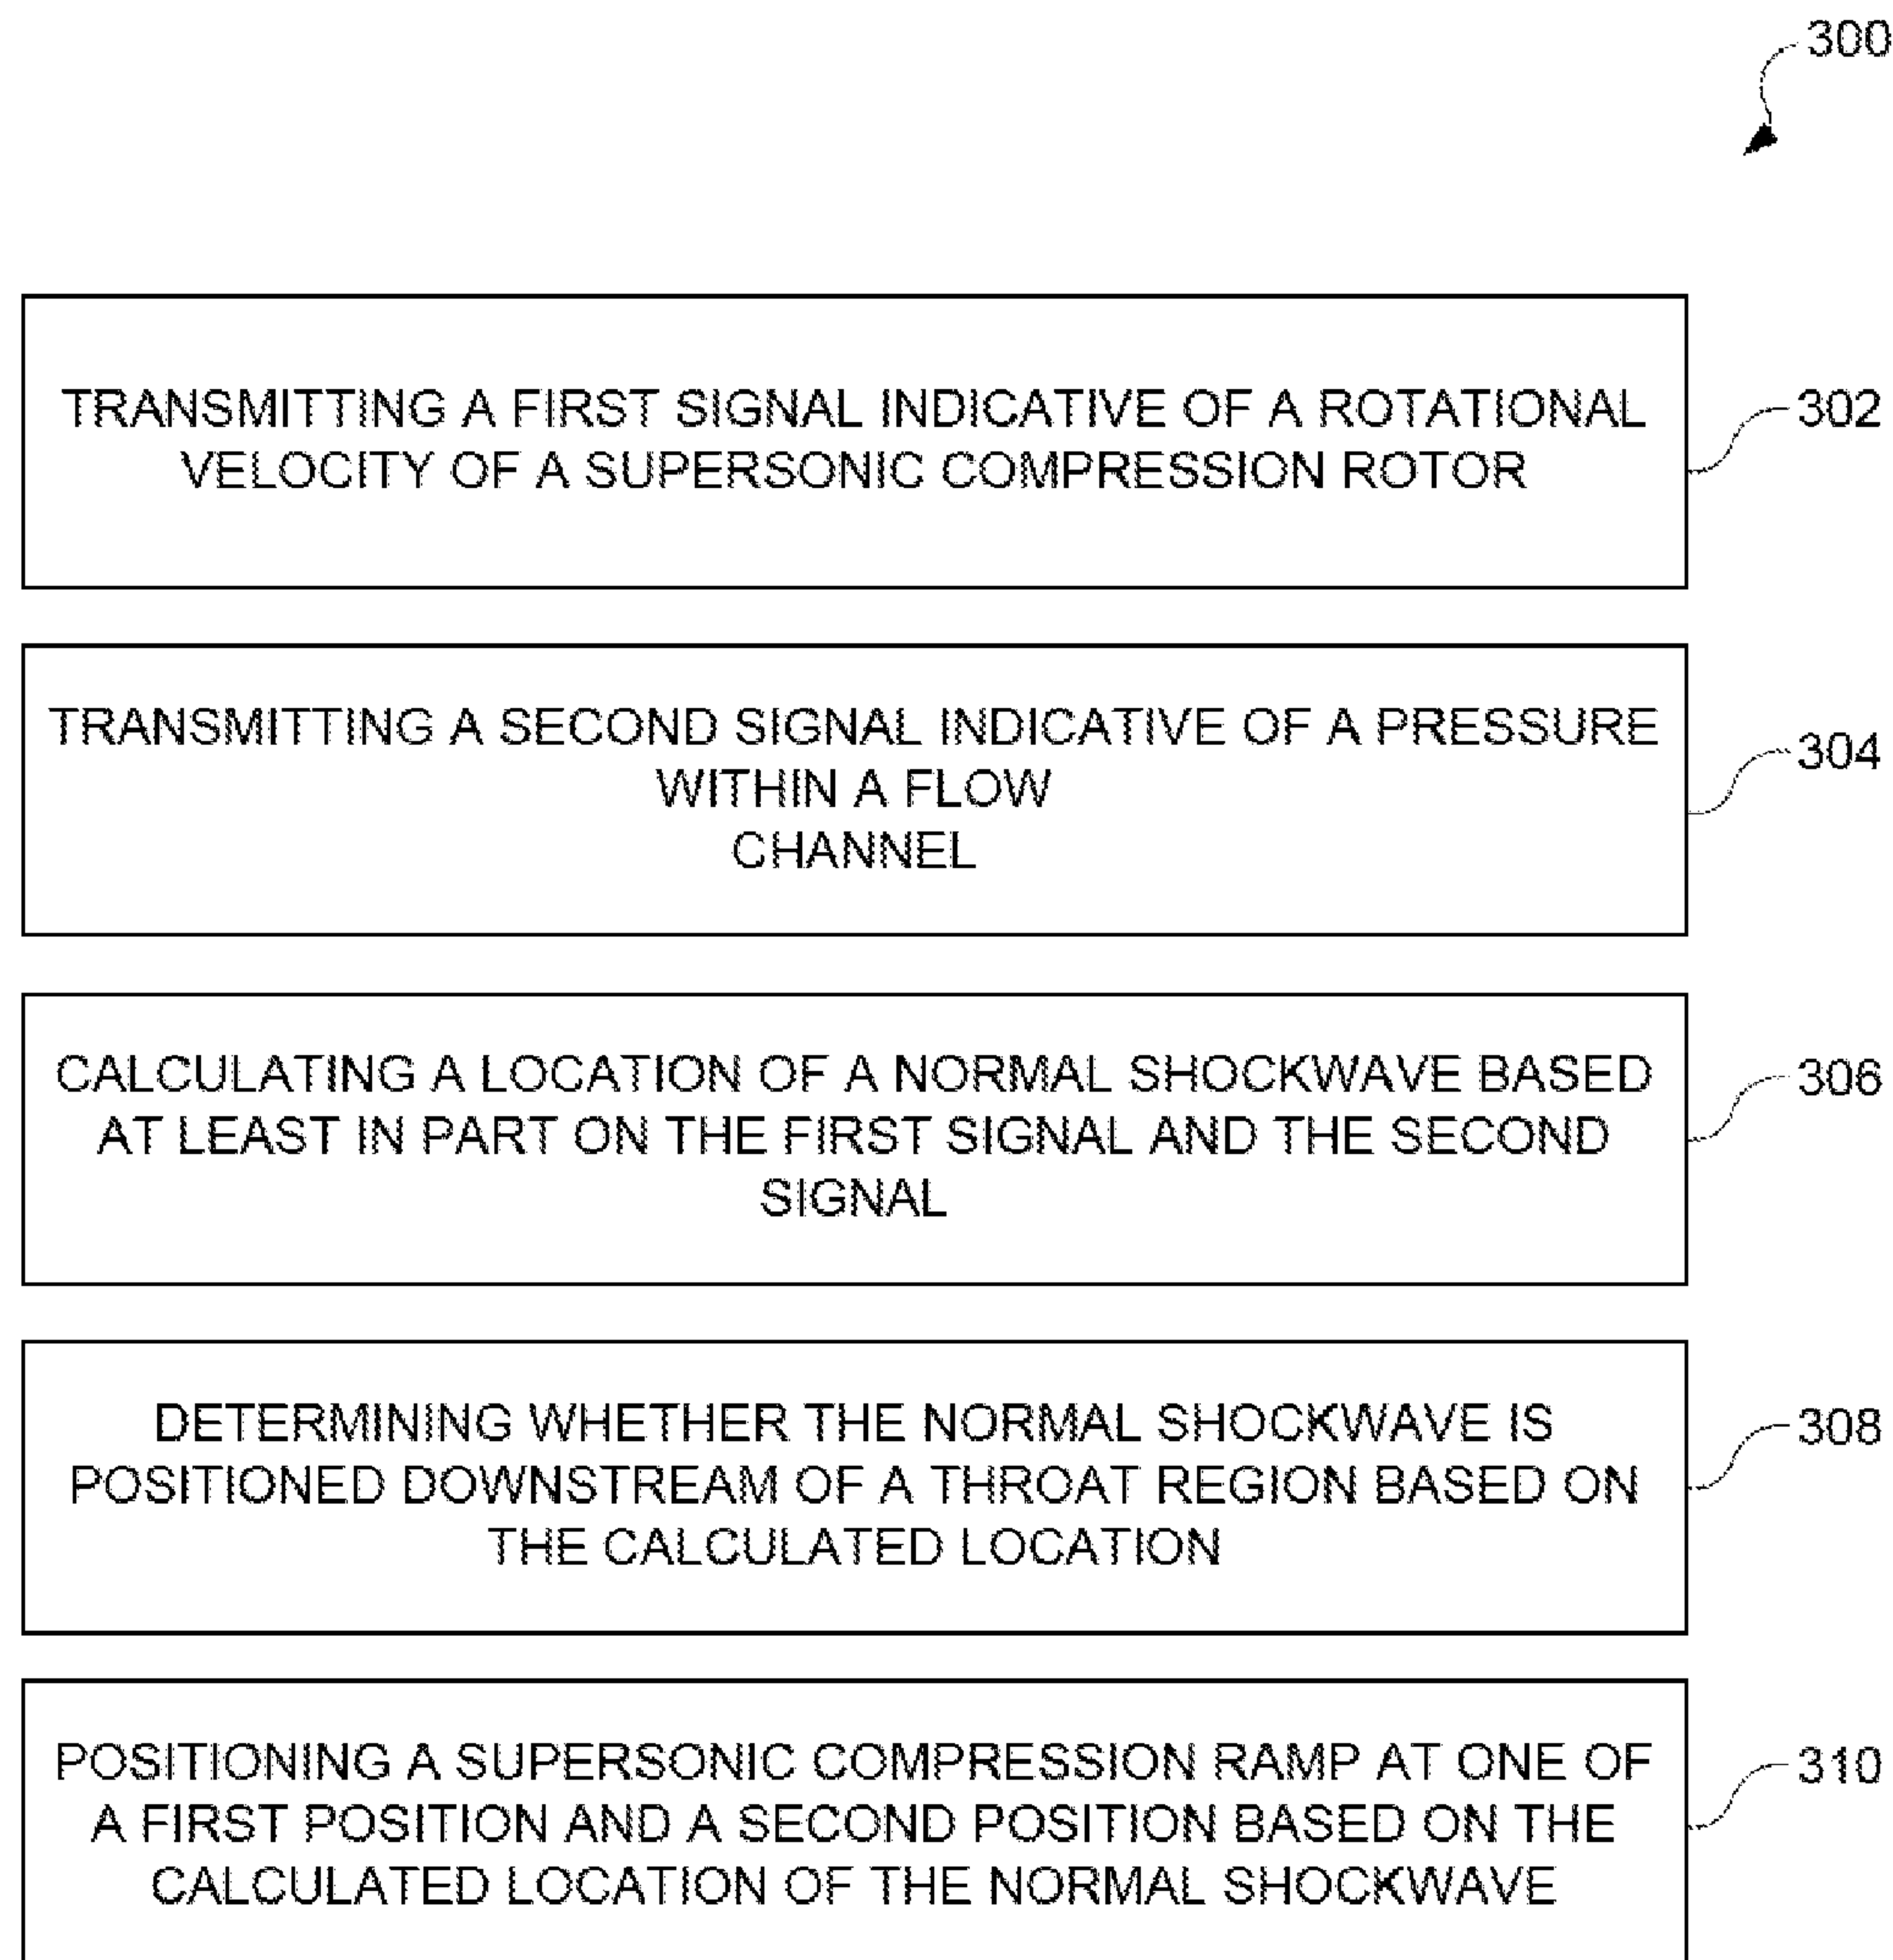 300
TRANSMITTING A FIRST SIGNAL INDICATIVE OF A ROTATIONAL
VELOCITY OF A SUPERSONIC COMPRESSION ROTOR
302
TRANSMITTING A SECOND SIGNAL INDICATIVE OF A PRESSURE
WITHIN A FLOW
CHANNEL
304
CALCULATING A LOCATION OF A NORMAL SHOCKWAVE BASED
AT LEAST IN PART ON THE FIRST SIGNAL AND THE SECOND
SIGNAL
306
DETERMINING WHETHER THE NORMAL SHOCKWAVE IS
POSITIONED DOWNSTREAM OF A THROAT REGION BASED ON
THE CALCULATED LOCATION
308
POSITIONING A SUPERSONIC COMPRESSION RAMP AT ONE OF
A FIRST POSITION AND A SECOND POSITION BASED ON THE
CALCULATED LOCATION OF THE NORMAL SHOCKWAVE
310